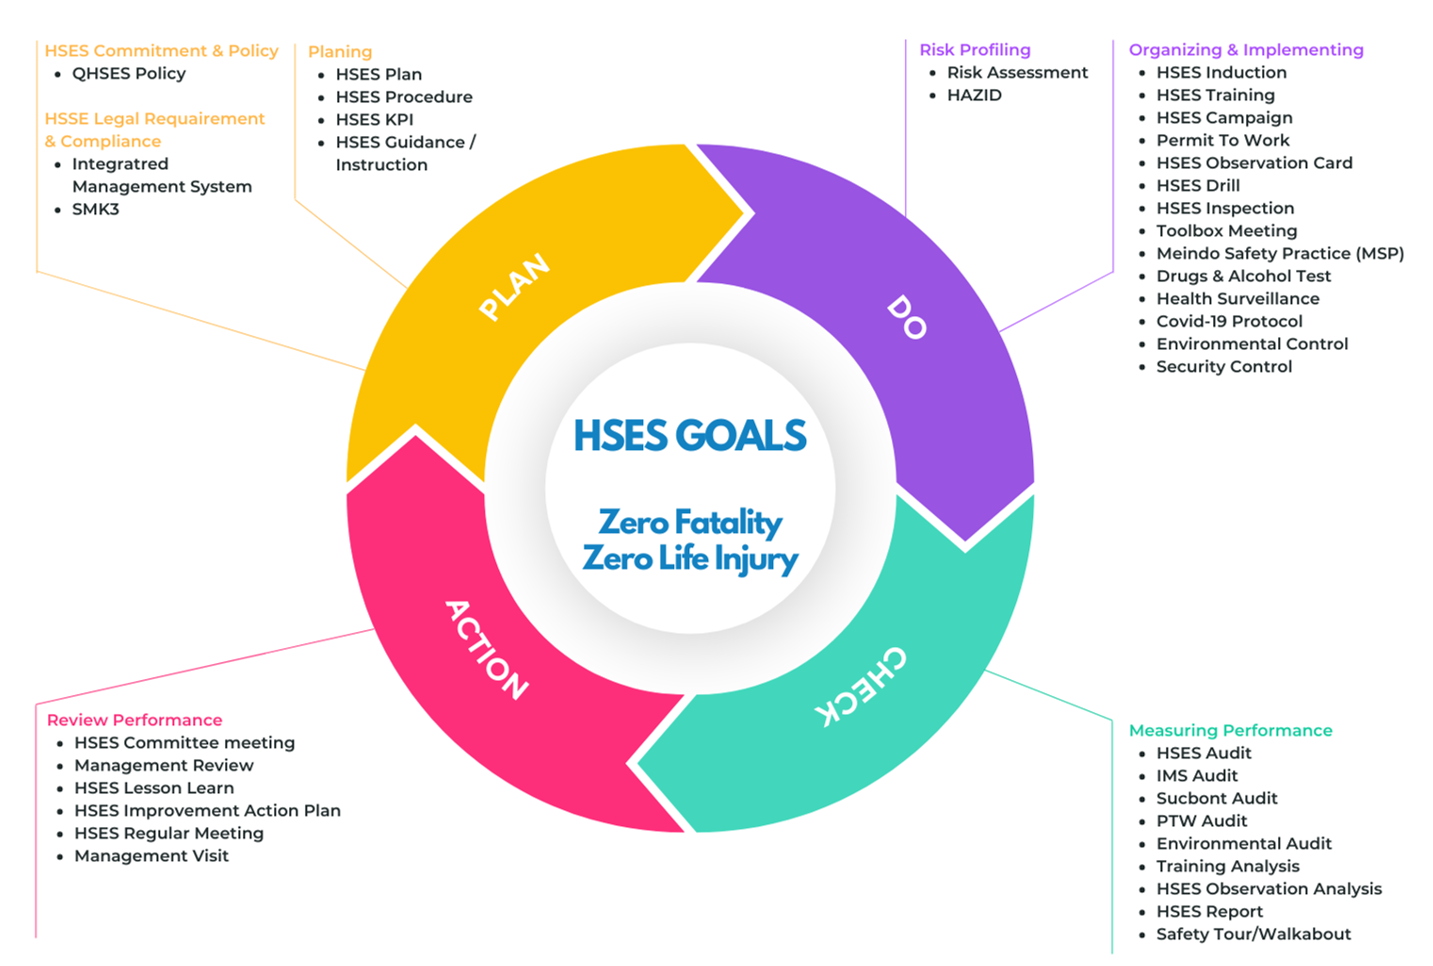 HSES Commitment & Policy
• QHSES Policy
HSSE Legal Requairement
& Compliance
• Integratred
Management System
• SMK3
Planing
• HSES Plan
• HSES Procedure
• HSES KPI
• HSES Guidance /
Instruction
Risk Profiling
• Risk Assessment
• HAZID
Organizing & Implementing
• HSES Induction
• HSES Training
• HSES Campaign
• Permit To Work
• HSES Observation Card
• HSES Drill
• HSES Inspection
• Toolbox Meeting
• Meindo Safety Practice (MSP)
• Drugs & Alcohol Test
• Health Surveillance
• Covid-19 Protocol
• Environmental Control
• Security Control
PLAN
DO
HSES GOALS
Zero Fatality
Zero Life Injury
ACTION
CHECK
Review Performance
• HSES Committee meeting
• Management Review
• HSES Lesson Learn
• HSES Improvement Action Plan
• HSES Regular Meeting
• Management Visit
Measuring Performance
• HSES Audit
• IMS Audit
• Sucbont Audit
• PTW Audit
• Environmental Audit
• Training Analysis
• HSES Observation Analysis
• HSES Report
• Safety Tour/Walkabout